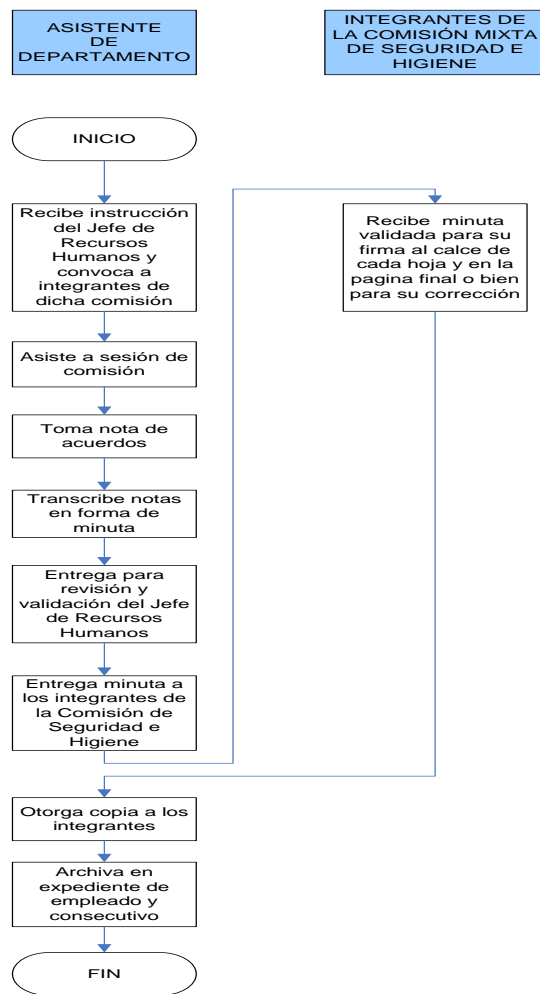 ASISTENTE
DE
DEPARTAMENTO
INTEGRANTES DE
LA COMISIÓN MIXTA
DE SEGURIDAD E
HIGIENE
INICIO
Recibe instrucción
del Jefe de
Recursos
Humanos y
convoca a
integrantes de
dicha comisión
Recibe minuta
validada para su
firma al calce de
cada hoja y en la
pagina final o bien
para su corrección
Asiste a sesión de
comisión
Toma nota de
acuerdos
Transcribe notas
en forma de
minuta
Entrega para
revisión y
validación del Jefe
de Recursos
Humanos
Entrega minuta a
los integrantes de
la Comisión de
Seguridad e
Higiene
Otorga copia a los
integrantes
Archiva en
expediente de
empleado y
consecutivo
FIN